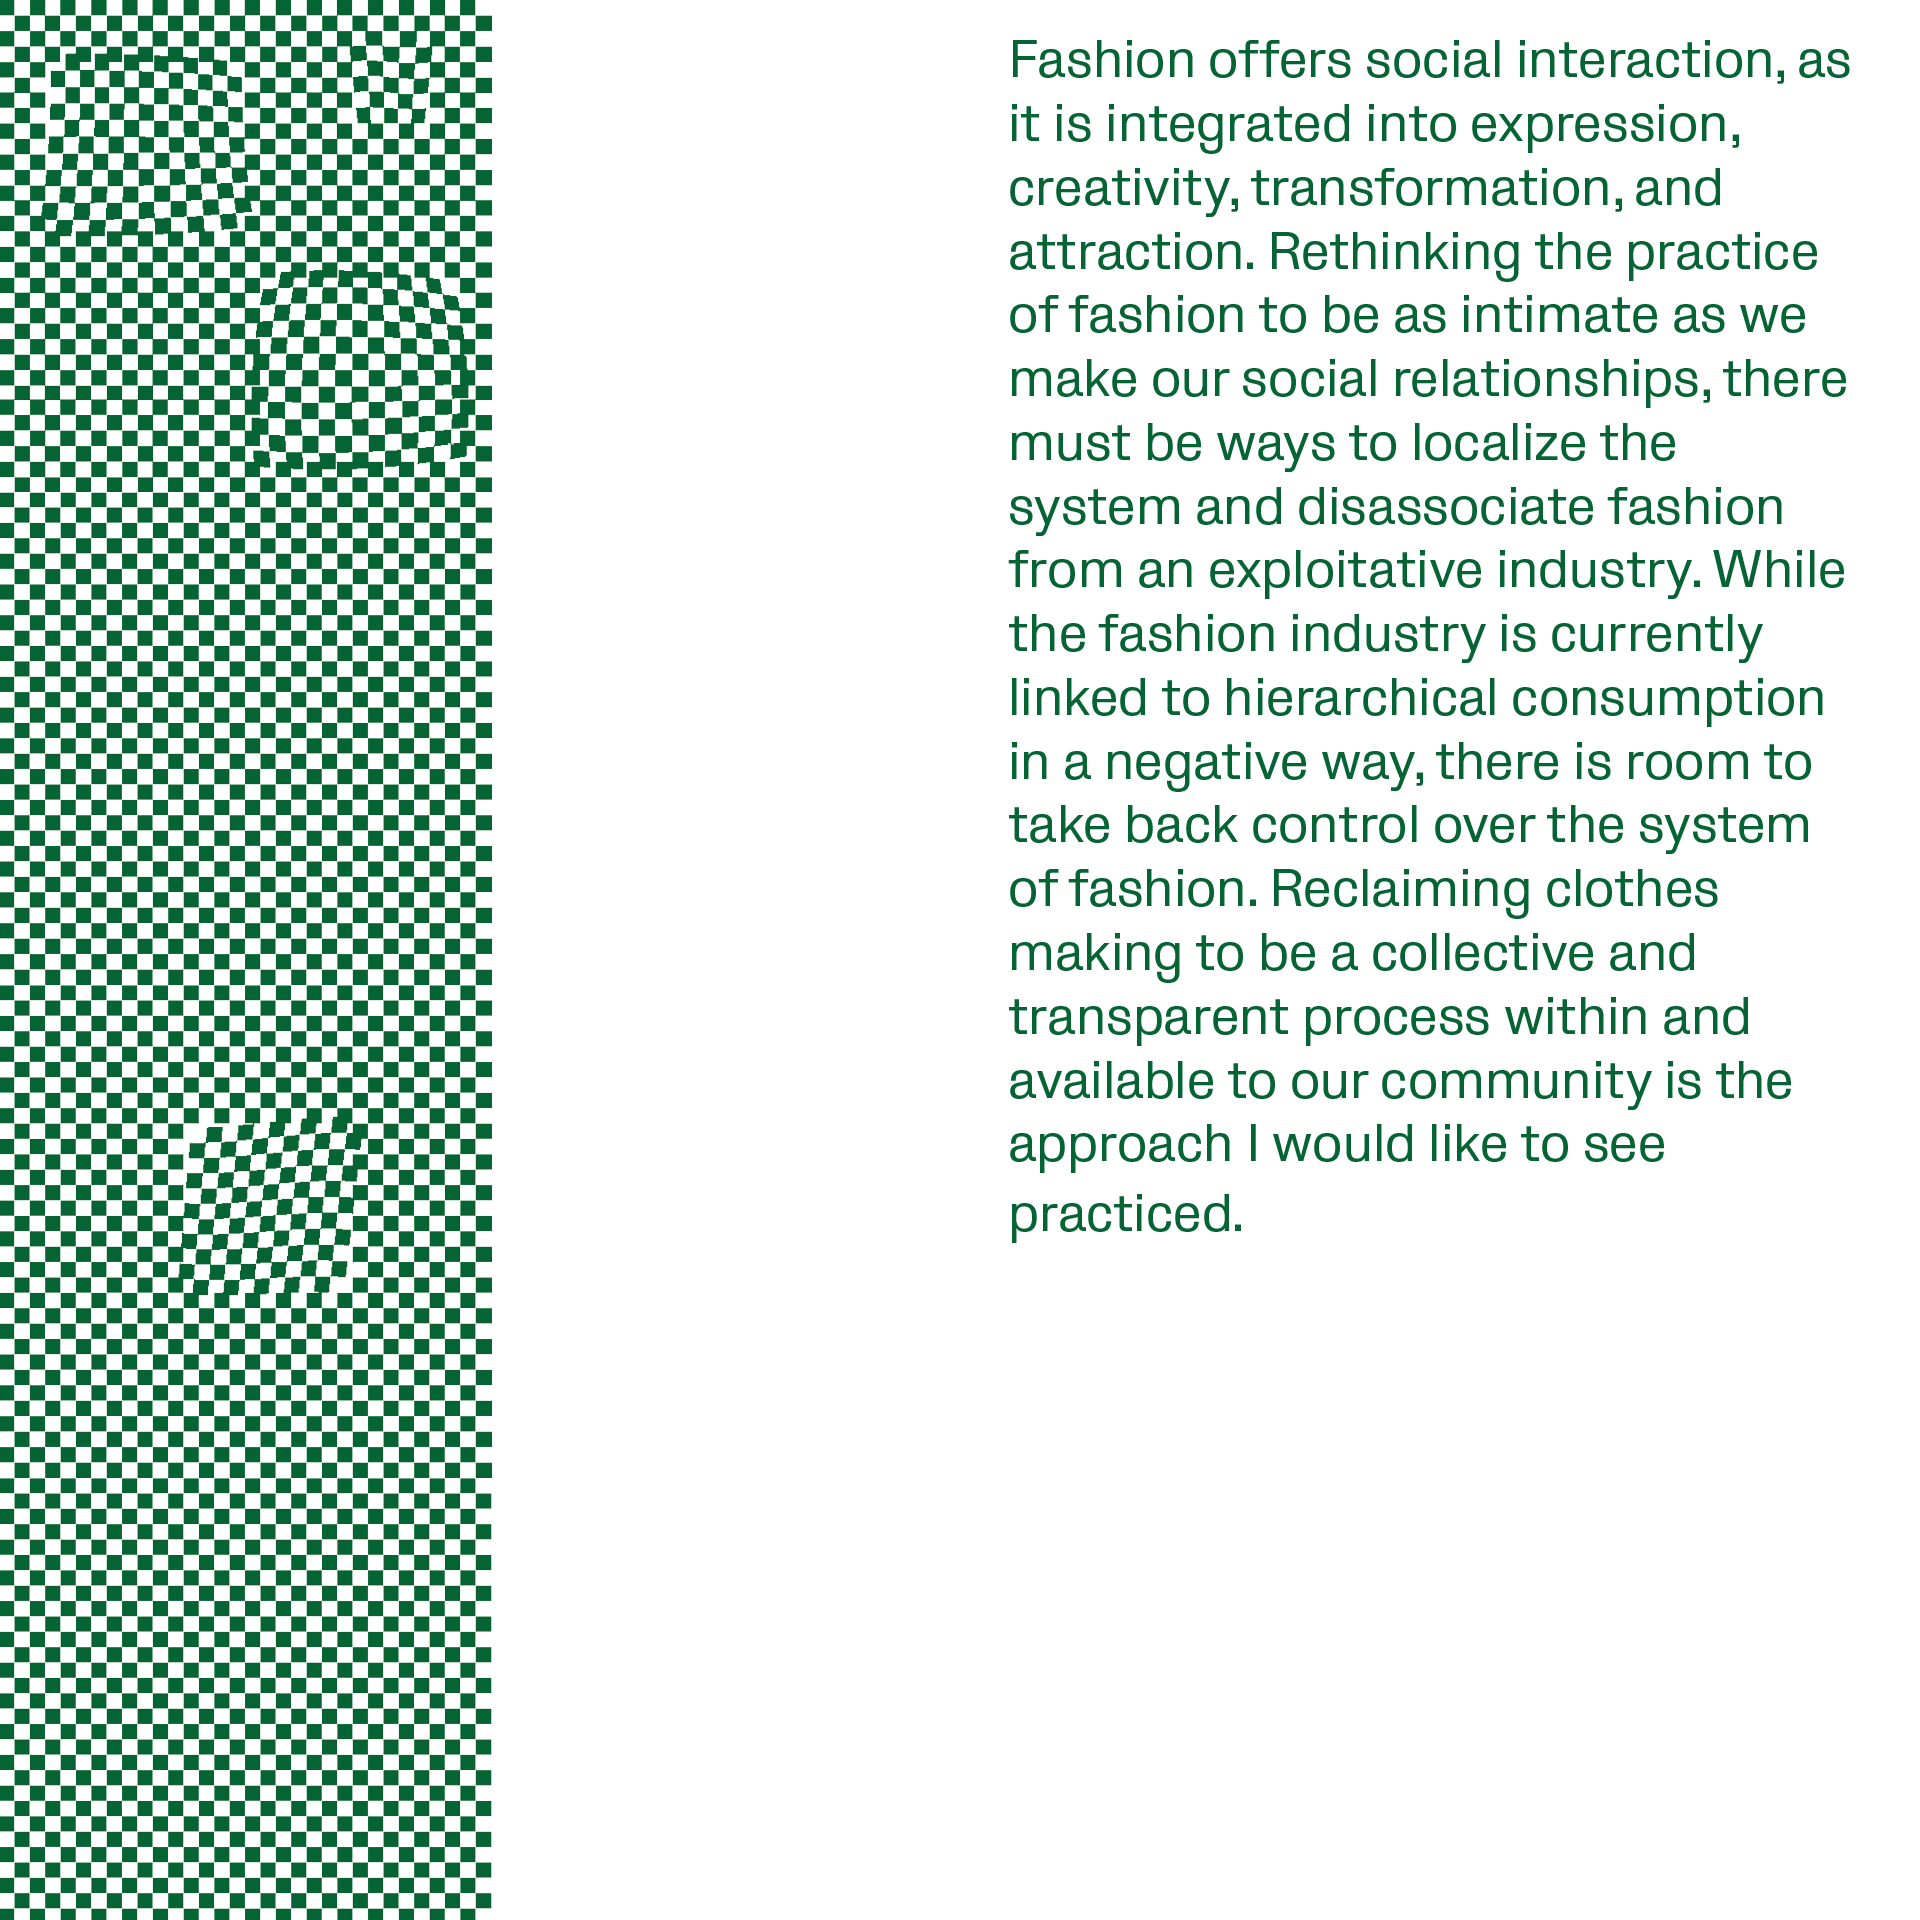 Fashion offers social interaction, as
it is integrated into expression,
creativity, transformation, and
attraction. Rethinking the practice
of fashion to be as intimate as we
make our social relationships, there
must be ways to localize the
system and disassociate fashion
from an exploitative industry. While
the fashion industry is currently
linked to hierarchical consumption
in a negative way, there is room to
take back control over the system
of fashion. Reclaiming clothes
making to be a collective and
transparent process within and
available to our community is the
approach I would like to see
practiced.